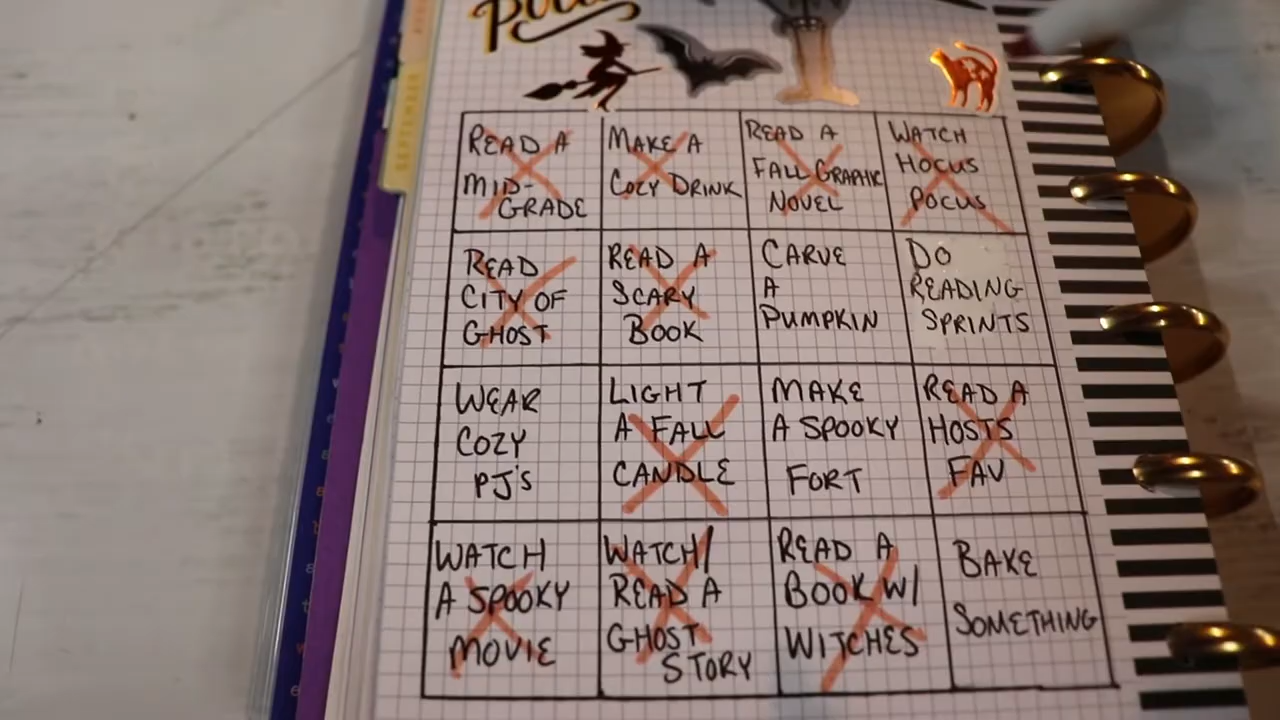 READ A
MID-
GRADE
MAKE A
COZY DRINK
READ A
FALL GRAPHIC
NOVEL
WATCH
HOCUS
POCUS
READ
CITY OF
GHOST
READ A
SCARY
BOOK
CARVE
A
PUMPKIN
DO
READING
SPRINTS
WEAR
COZY
PJ'S
LIGHT
A FALL
CANDLE
MAKE
A SPOOKY
FORT
READ A
HOSTS
FAV
WATCH
A SPOOKY
MOVIE
WATCH/
READ A
GHOST
STORY
READ A
BOOK W/
WITCHES
BAKE
SOMETHING
SEPTEMBER